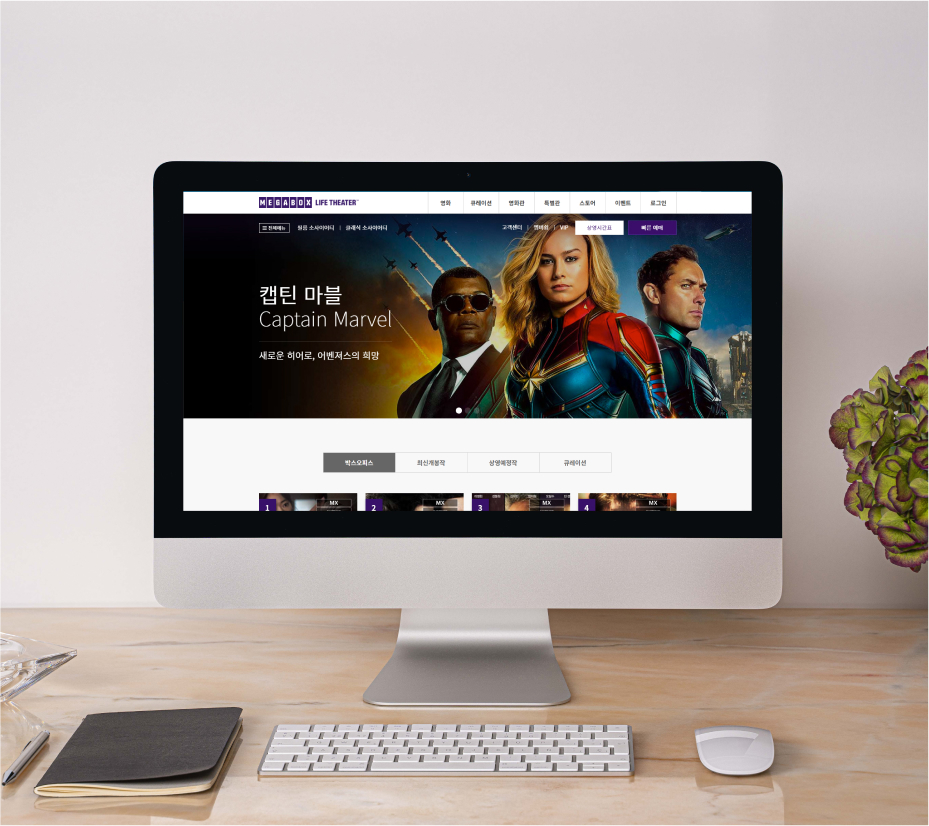 MEGABOX LIFE THEATER
영화 큐레이션 영화관 특별관 스토어 이벤트 로그인
전체메뉴 필름 소사이어티 | 클래식 소사이어티 고객센터 | 멤버십 | VIP 상영시간표 빠른 예매
캡틴 마블
Captain Marvel
새로운 히어로, 어벤져스의 희망
박스오피스 최신개봉작 상영예정작 큐레이션
1 MX 2 MX 3 MX 4 MX